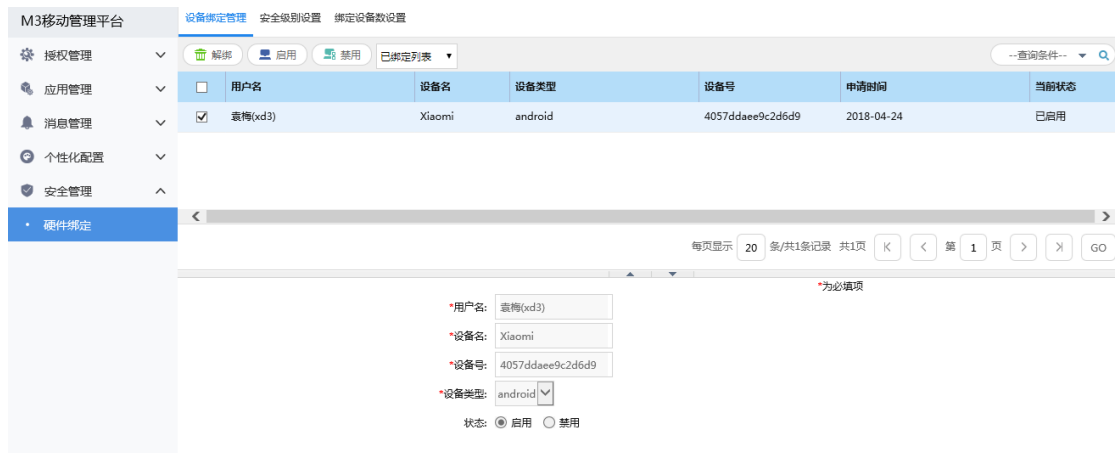 M3移动管理平台
设备绑定管理 安全级别设置 绑定设备数设置
授权管理
应用管理
消息管理
个性化配置
安全管理
硬件绑定
解绑 启用 禁用 已绑定列表 --查询条件--
用户名 设备名 设备类型 设备号 申请时间 当前状态
袁梅(xd3) Xiaomi android 4057ddaee9c2d6d9 2018-04-24 已启用
每页显示 20 条/共1条记录 共1页 第 1 页 GO
*为必填项
*用户名: 袁梅(xd3)
*设备名: Xiaomi
*设备号: 4057ddaee9c2d6d9
*设备类型: android
状态: 启用 禁用